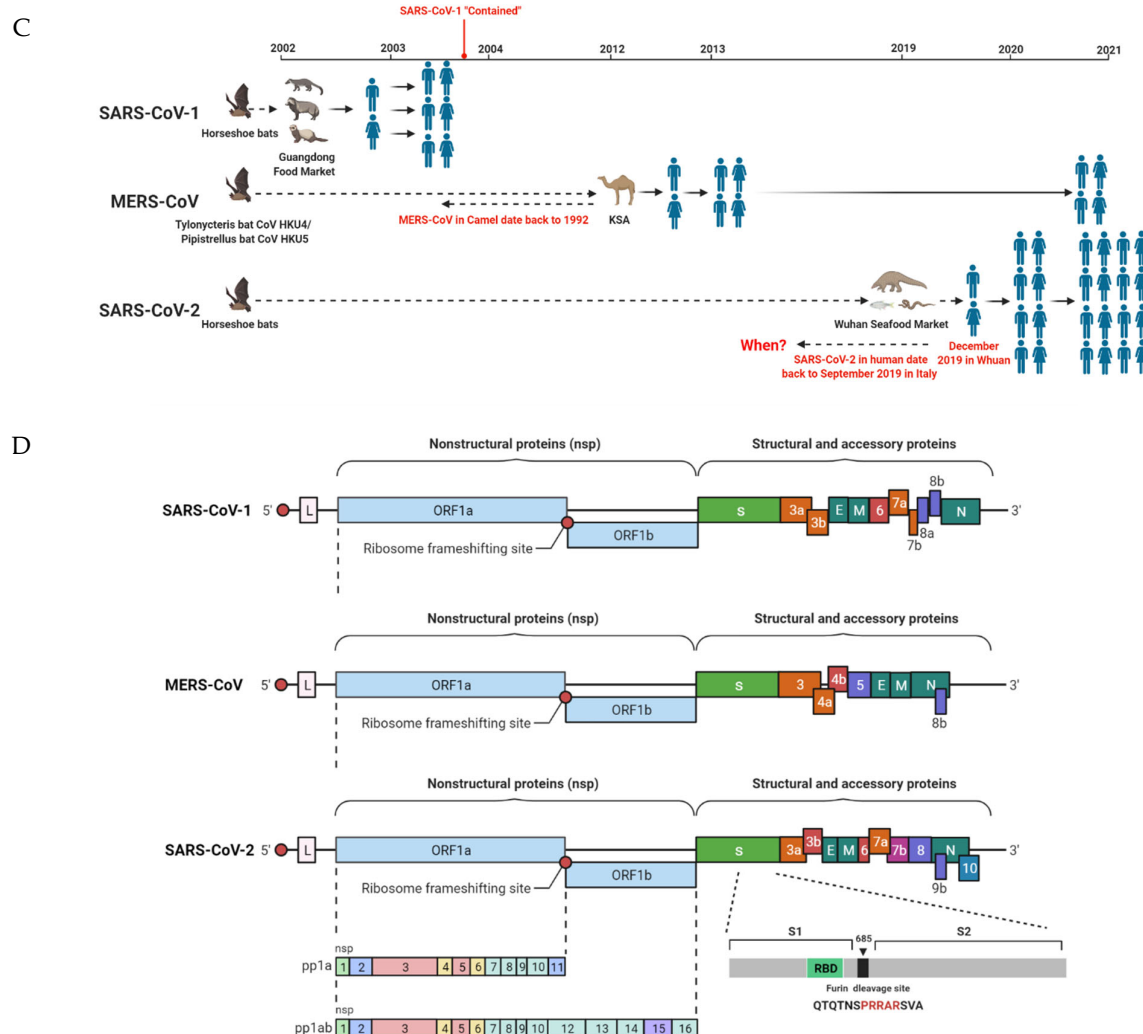 C
SARS-CoV-1 "Contained"
2002 2003 2004 2012 2013 2019 2020 2021
SARS-CoV-1
Horseshoe bats
Guangdong
Food Market
MERS-CoV
Tylonycteris bat CoV HKU4/
Pipistrellus bat CoV HKU5
MERS-CoV in Camel date back to 1992
KSA
SARS-CoV-2
Horseshoe bats
Wuhan Seafood Market
When?
SARS-CoV-2 in human date
back to September 2019 in Italy
December
2019 in Whuan
D
Nonstructural proteins (nsp) Structural and accessory proteins
SARS-CoV-1 5' L ORF1a S 3a 3b E M 6 7a 7b 8a 8b N 3'
Ribosome frameshifting site ORF1b
Nonstructural proteins (nsp) Structural and accessory proteins
MERS-CoV 5' L ORF1a S 3 4a 4b 5 E M N 8b 3'
Ribosome frameshifting site ORF1b
Nonstructural proteins (nsp) Structural and accessory proteins
SARS-CoV-2 5' L ORF1a S 3a 3b E M 6 7a 7b 8 N 9b 10 3'
Ribosome frameshifting site ORF1b
nsp
pp1a 1 2 3 4 5 6 7 8 9 10 11
nsp
pp1ab 1 2 3 4 5 6 7 8 9 10 12 13 14 15 16
S1 685 S2
RBD
Furin dleavage site
QTQTNSPRRARSVA